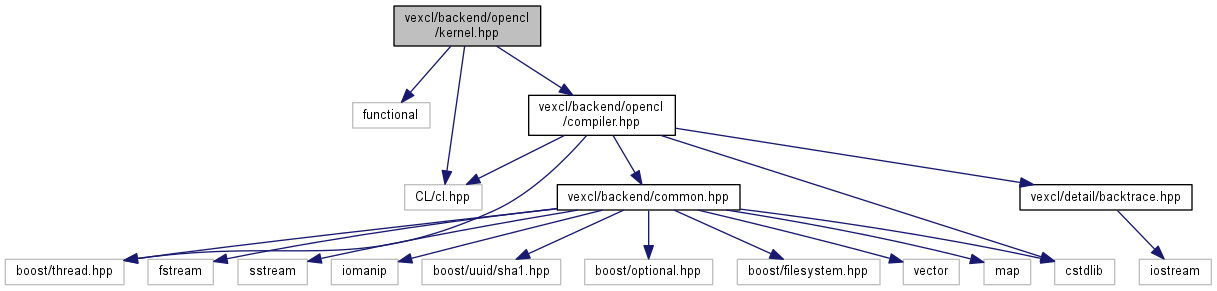 vexcl/backend/opencl
/kernel.hpp
functional
vexcl/backend/opencl
/compiler.hpp
CL/cl.hpp
vexcl/backend/common.hpp
vexcl/detail/backtrace.hpp
boost/thread.hpp
fstream
sstream
iomanip
boost/uuid/sha1.hpp
boost/optional.hpp
boost/filesystem.hpp
vector
map
cstdlib
iostream